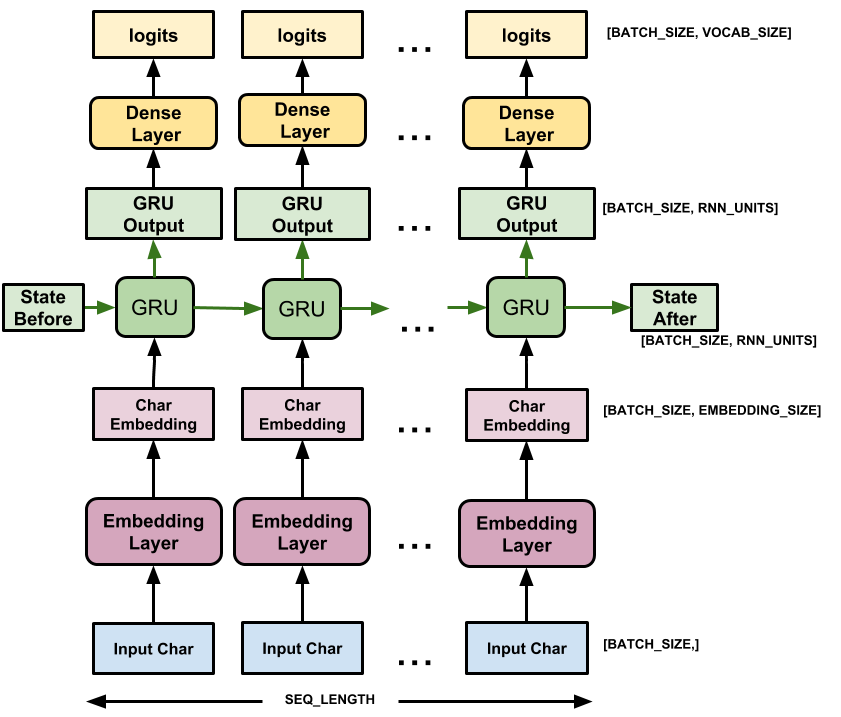 logits
logits
...
logits
[BATCH_SIZE, VOCAB_SIZE]
Dense
Layer
Dense
Layer
...
Dense
Layer
GRU
Output
GRU
Output
...
GRU
Output
[BATCH_SIZE, RNN_UNITS]
State
Before
GRU
GRU
...
GRU
State
After
[BATCH_SIZE, RNN_UNITS]
Char
Embedding
Char
Embedding
...
Char
Embedding
[BATCH_SIZE, EMBEDDING_SIZE]
Embedding
Layer
Embedding
Layer
...
Embedding
Layer
Input Char
Input Char
...
Input Char
[BATCH_SIZE,]
SEQ_LENGTH